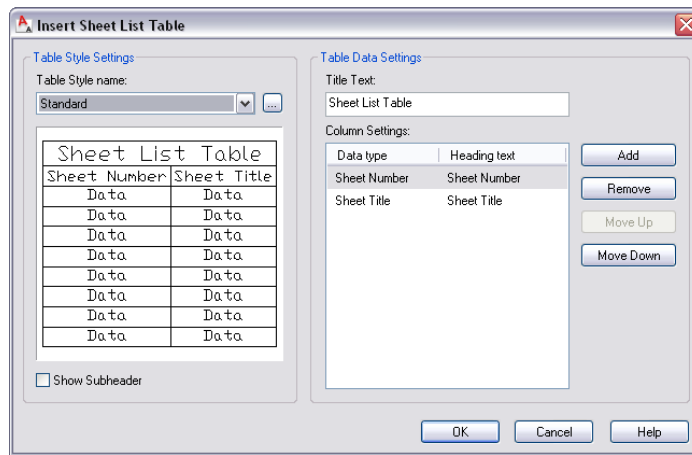 Insert Sheet List Table
Table Style Settings
Table Style name:
Standard
...
Sheet List Table
Sheet Number Sheet Title
Data Data
Data Data
Data Data
Data Data
Data Data
Data Data
Data Data
Data Data
Show Subheader
Table Data Settings
Title Text:
Sheet List Table
Column Settings:
Data type Heading text
Sheet Number Sheet Number
Sheet Title Sheet Title
Add
Remove
Move Up
Move Down
OK Cancel Help